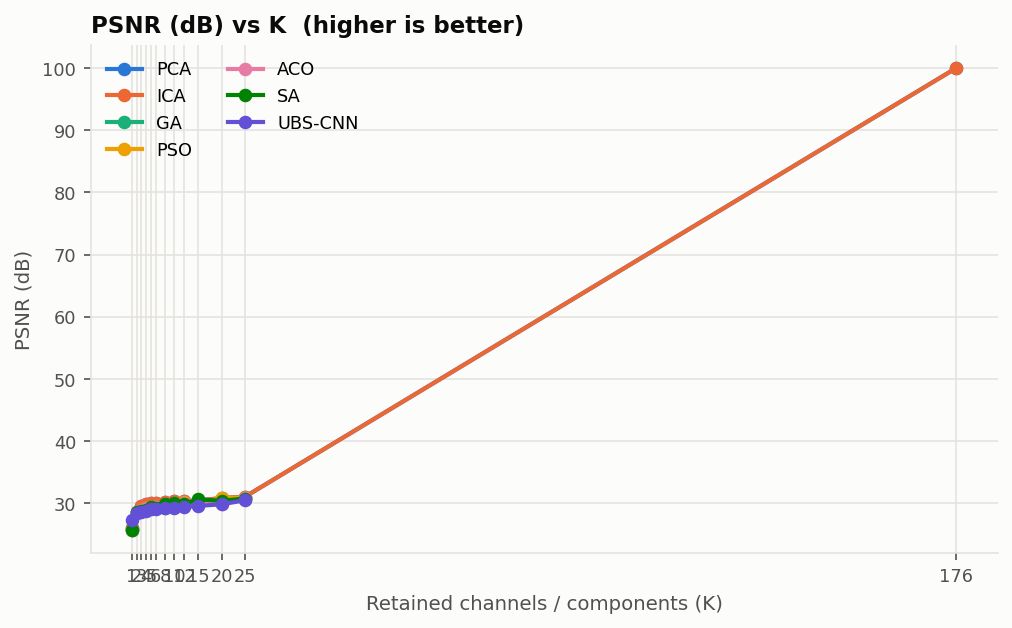 PSNR (dB) vs K  (higher is better)
PCA
ICA
GA
PSO
ACO
SA
UBS-CNN
PSNR (dB)
100
90
80
70
60
50
40
30
15 20 25 176
Retained channels / components (K)